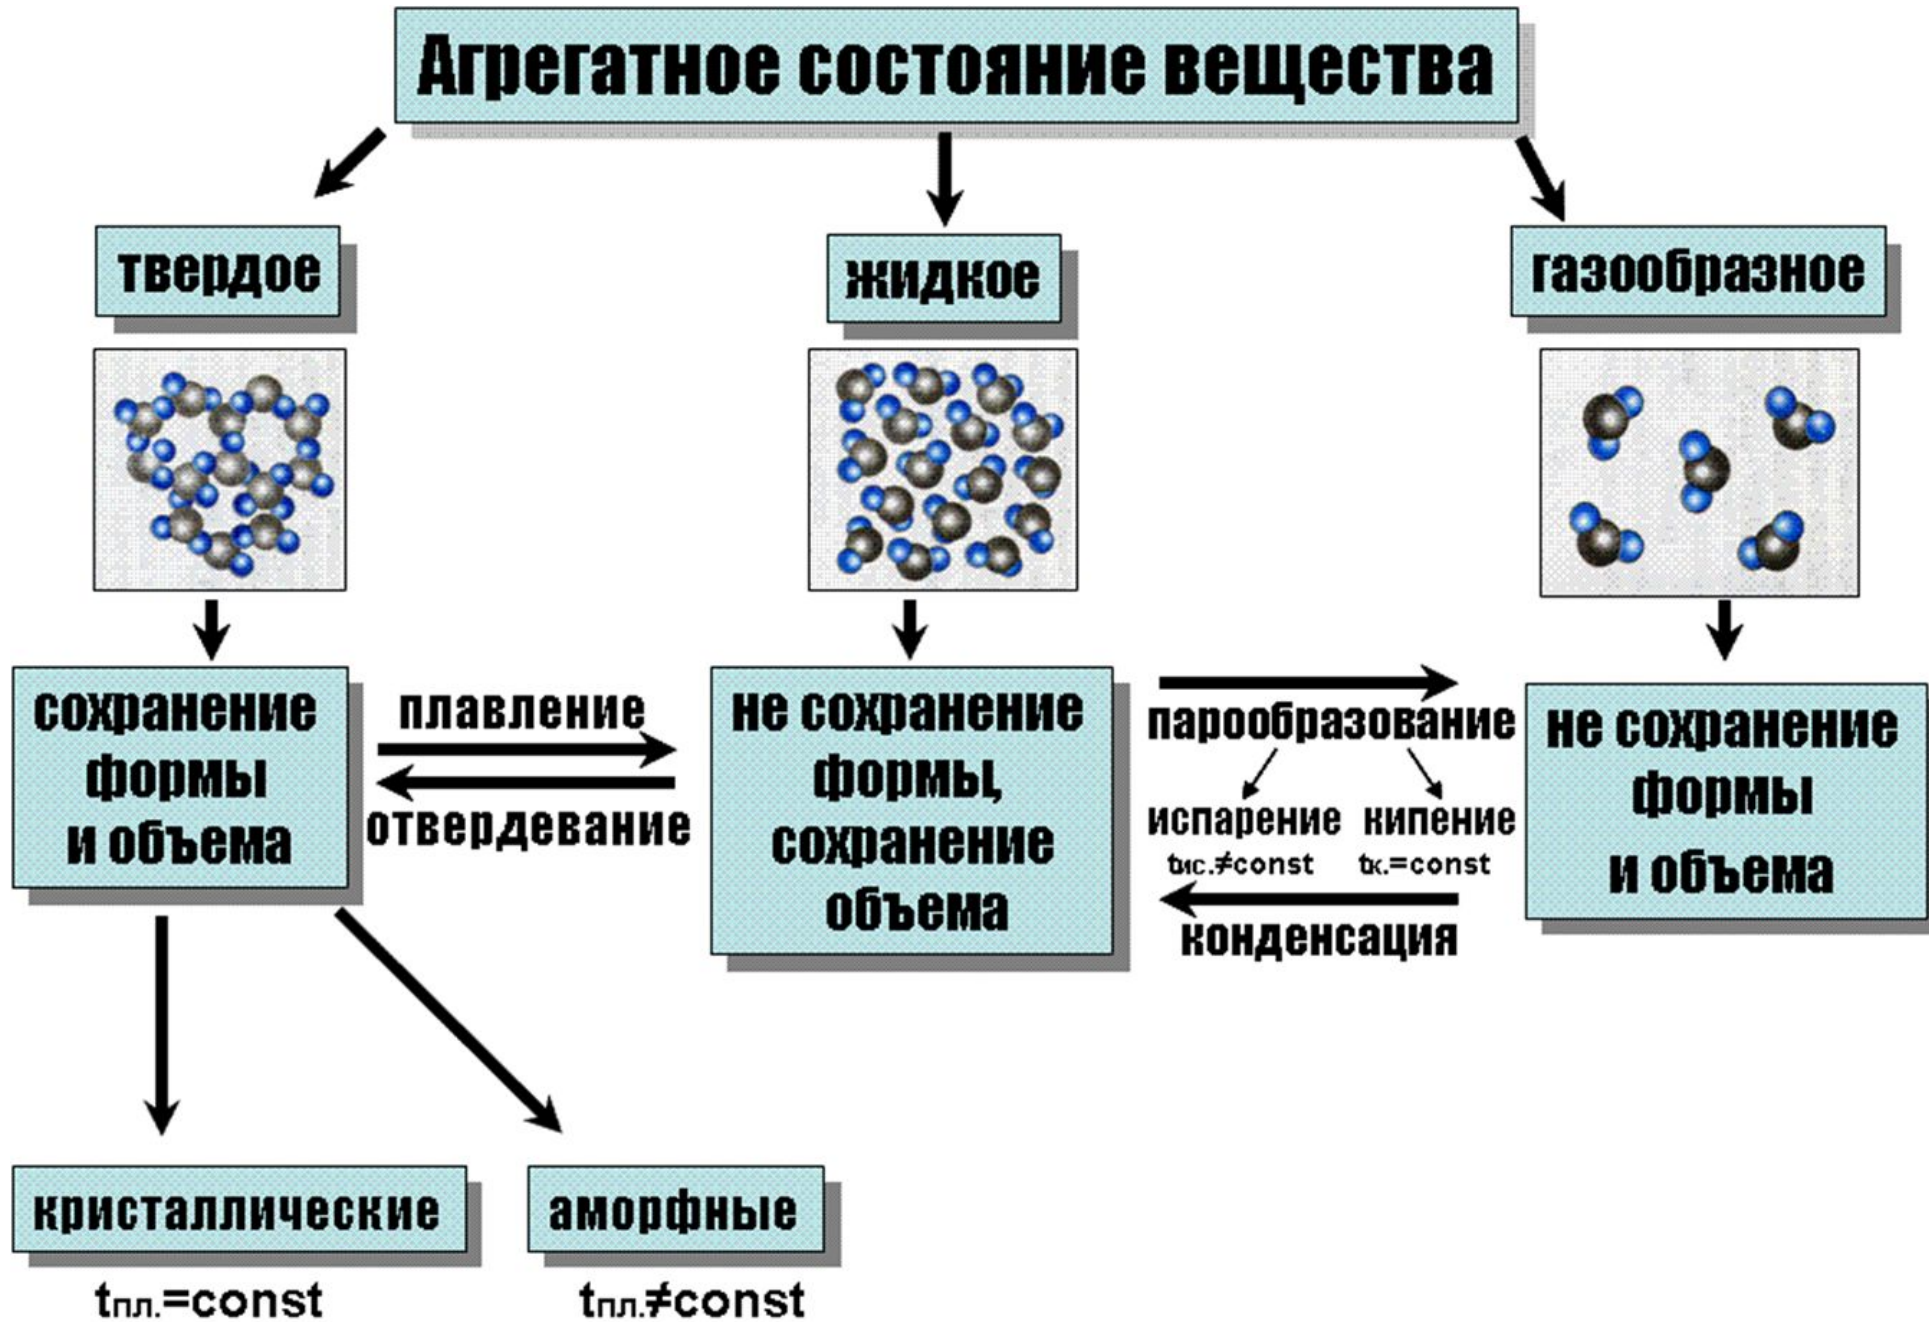 Агрегатное состояние вещества
твердое
жидкое
газообразное
сохранение
формы
и объема
плавление
отвердевание
не сохранение
формы,
сохранение
объема
парообразование
испарение
кипение
tис.≠const
tк.=const
конденсация
не сохранение
формы
и объема
кристаллические
аморфные
tпл.=const
tпл.≠const